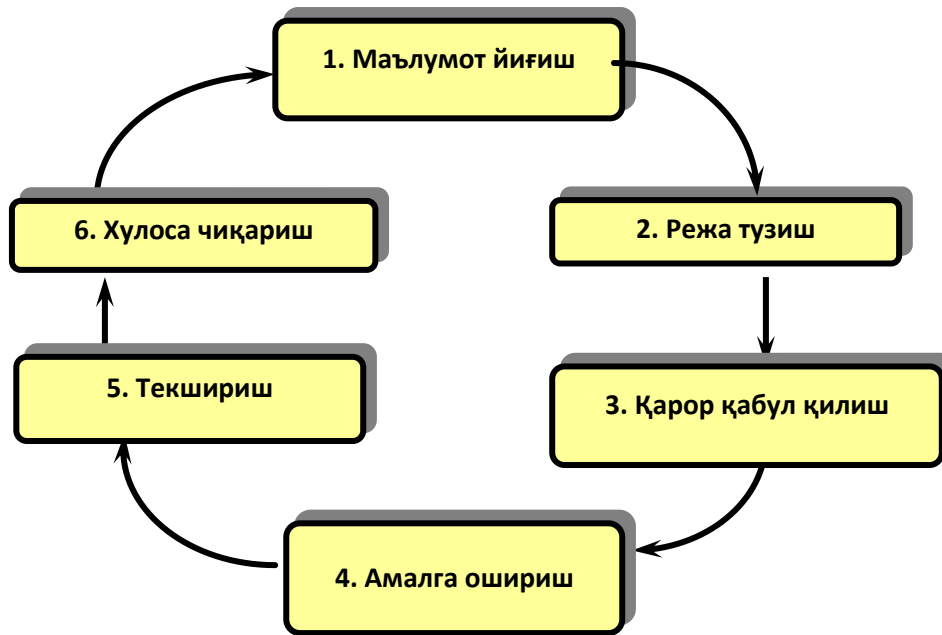 1. Маълумот йиғиш
2. Режа тузиш
3. Қарор қабул қилиш
4. Амалга ошириш
5. Текшириш
6. Хулоса чиқариш